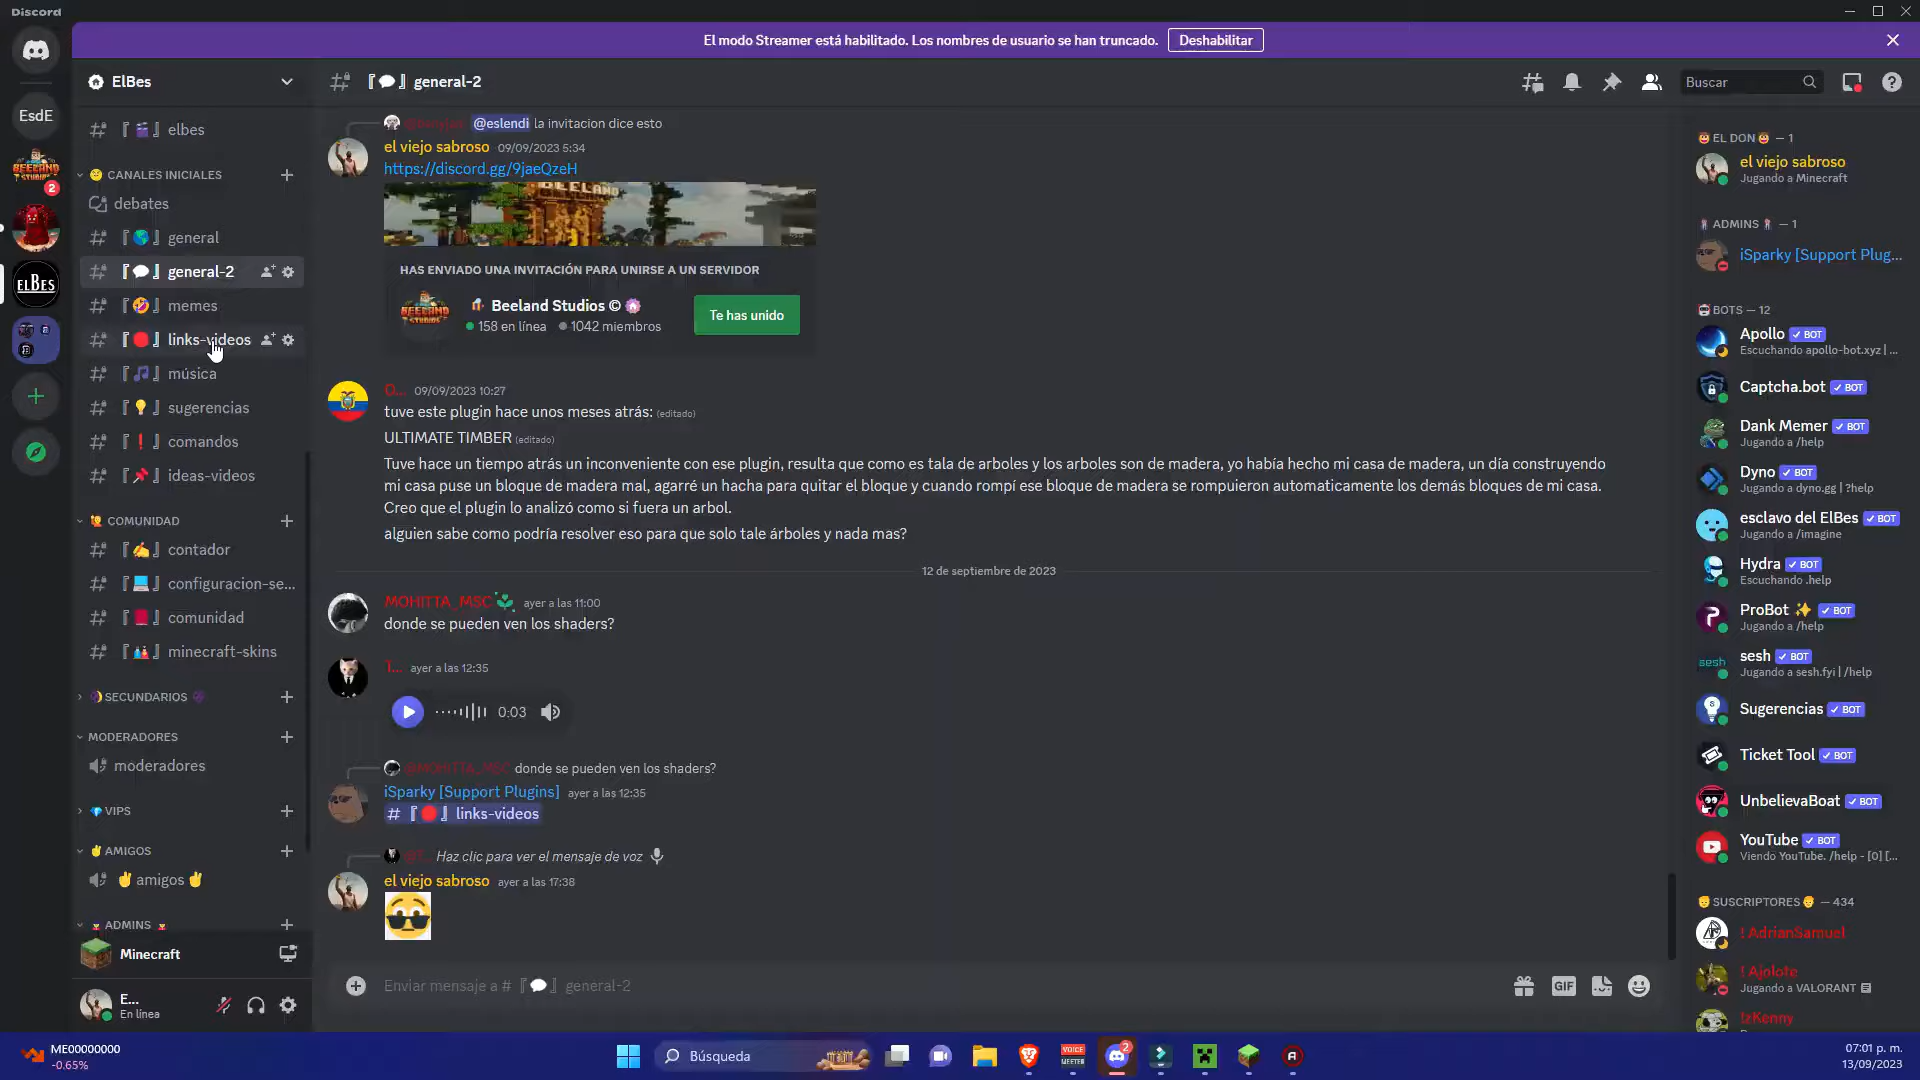 Discord
El modo Streamer está habilitado. Los nombres de usuario se han truncado.
Deshabilitar
EsdE
2
ELBES
ElBes
elbes
CANALES INICIALES
debates
general
general-2
memes
links-videos
música
sugerencias
comandos
ideas-videos
COMUNIDAD
contador
configuracion-se...
comunidad
minecraft-skins
SECUNDARIOS
MODERADORES
moderadores
VIPS
AMIGOS
amigos
ADMINS
Minecraft
E...
En línea
general-2
Buscar
@eslendi la invitacion dice esto
el viejo sabroso 09/09/2023 5:34
https://discord.gg/9jaeQzeH
BEELAND
HAS ENVIADO UNA INVITACIÓN PARA UNIRSE A UN SERVIDOR
Beeland Studios ©
158 en línea 1042 miembros
Te has unido
O... 09/09/2023 10:27
tuve este plugin hace unos meses atrás: (editado)
ULTIMATE TIMBER (editado)
Tuve hace un tiempo atrás un inconveniente con ese plugin, resulta que como es tala de arboles y los arboles son de madera, yo había hecho mi casa de madera, un día construyendo
mi casa puse un bloque de madera mal, agarré un hacha para quitar el bloque y cuando rompí ese bloque de madera se rompuieron automaticamente los demás bloques de mi casa.
Creo que el plugin lo analizó como si fuera un arbol.
alguien sabe como podría resolver eso para que solo tale árboles y nada mas?
12 de septiembre de 2023
MOHITTA_MSC ayer a las 11:00
donde se pueden ven los shaders?
T... ayer a las 12:35
0:03
@MOHITTA_MSC donde se pueden ven los shaders?
iSparky [Support Plugins] ayer a las 12:35
# links-videos
@T... Haz clic para ver el mensaje de voz
el viejo sabroso ayer a las 17:38
Enviar mensaje a # general-2
GIF
EL DON — 1
el viejo sabroso
Jugando a Minecraft
ADMINS — 1
iSparky [Support Plug...
BOTS — 12
Apollo BOT
Escuchando apollo-bot.xyz | ...
Captcha.bot BOT
Dank Memer BOT
Jugando a /help
Dyno BOT
Jugando a dyno.gg | ?help
esclavo del ElBes BOT
Jugando a /imagine
Hydra BOT
Escuchando .help
ProBot ✨ BOT
Jugando a /help
sesh
sesh BOT
Jugando a sesh.fyi | /help
Sugerencias BOT
Ticket Tool BOT
UnbelievaBoat BOT
YouTube BOT
Viendo YouTube. /help - [0] [...
SUSCRIPTORES — 434
! AdrianSamuel
! Ajolote
Jugando a VALORANT
!zKenny
ME00000000
-0.65%
Búsqueda
VOICE
MEETER
2
07:01 p. m.
13/09/2023